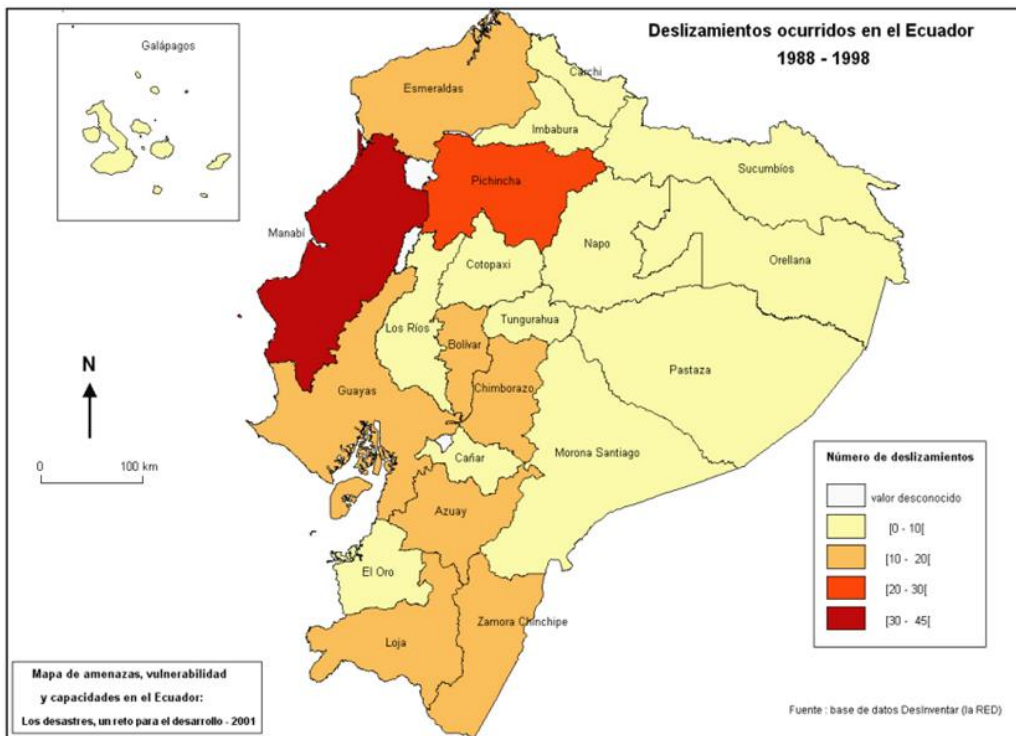 Deslizamientos ocurridos en el Ecuador
1988 - 1998
Galápagos
Carchi
Esmeraldas
Imbabura
Sucumbíos
Pichincha
Manabí
Napo
Orellana
Cotopaxi
Los Ríos
Tungurahua
Bolívar
Pastaza
N
Guayas
Chimborazo
Morona Santiago
Cañar
0 100 km
Azuay
El Oro
Zamora Chinchipe
Loja
Número de deslizamientos
valor desconocido
[0 - 10[
[10 - 20[
[20 - 30[
[30 - 45[
Mapa de amenazas, vulnerabilidad
y capacidades en el Ecuador:
Los desastres, un reto para el desarrollo - 2001
Fuente : base de datos DesInventar (la RED)